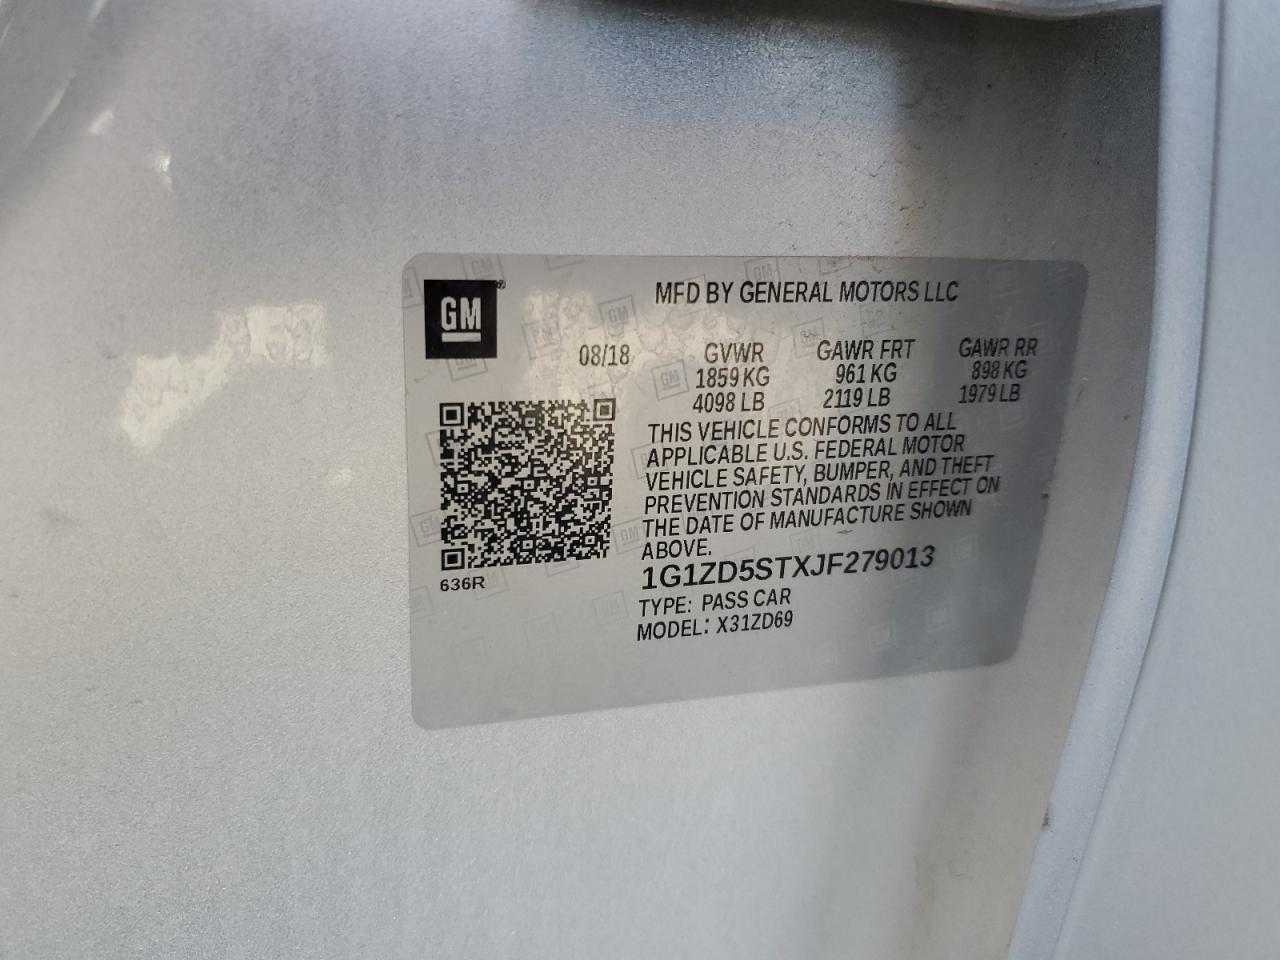 GM
MFD BY GENERAL MOTORS LLC
08/18 GVWR GAWR FRT GAWR RR
1859 KG 961 KG 898 KG
4098 LB 2119 LB 1979 LB
THIS VEHICLE CONFORMS TO ALL
APPLICABLE U.S. FEDERAL MOTOR
VEHICLE SAFETY, BUMPER, AND THEFT
PREVENTION STANDARDS IN EFFECT ON
THE DATE OF MANUFACTURE SHOWN
ABOVE.
1G1ZD5STXJF279013
TYPE: PASS CAR
MODEL: X31ZD69
636R